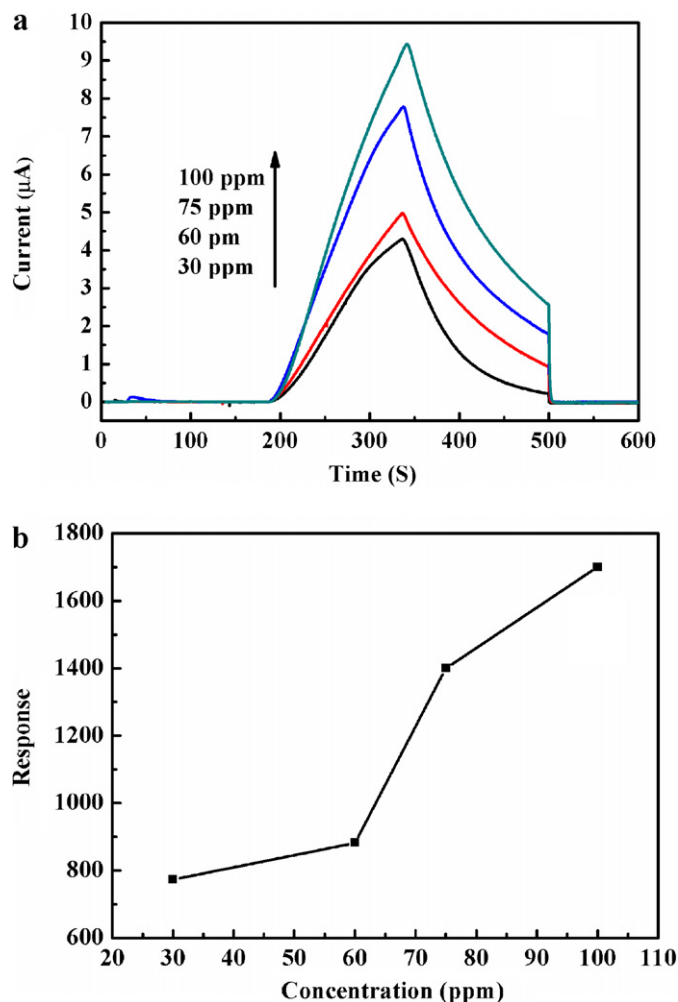 a
10
9
8
7
6
5
4
3
2
1
0
Current (μA)
100 ppm
75 ppm
60 pm
30 ppm
0 100 200 300 400 500 600
Time (S)
b
1800
1600
1400
1200
1000
800
600
Response
20 30 40 50 60 70 80 90 100 110
Concentration (ppm)